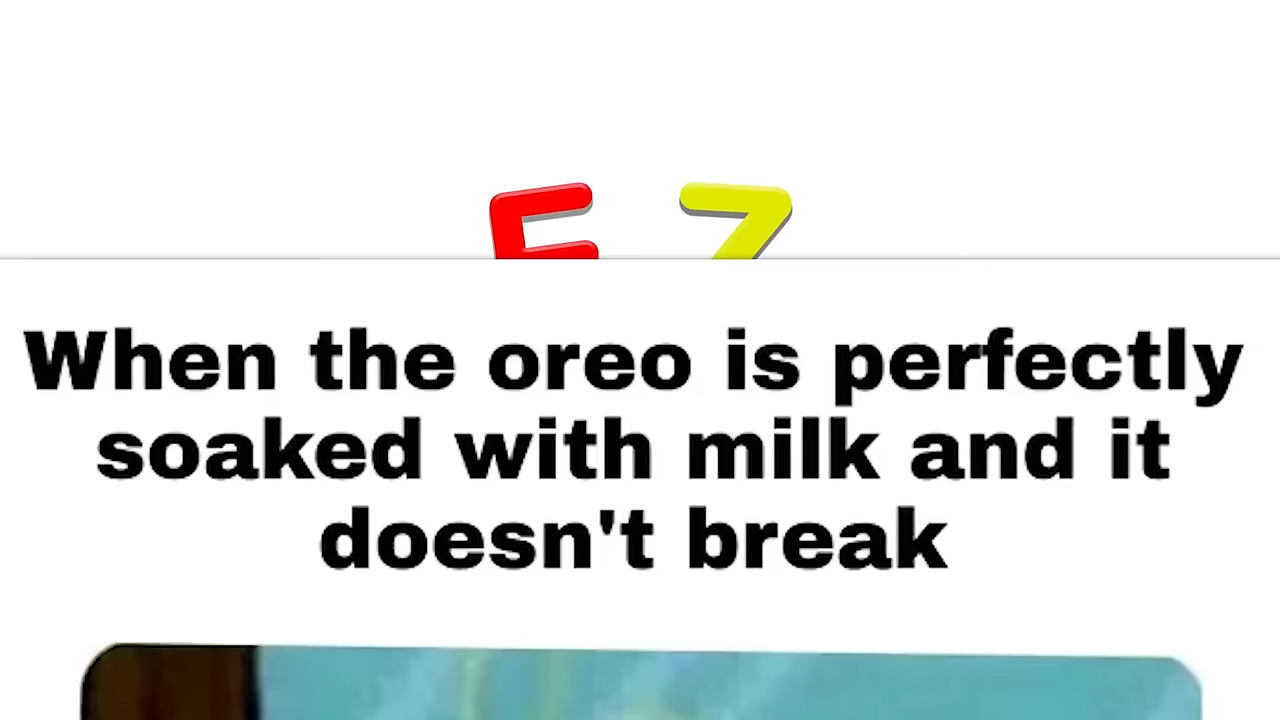 When the oreo is perfectly
soaked with milk and it
doesn't break